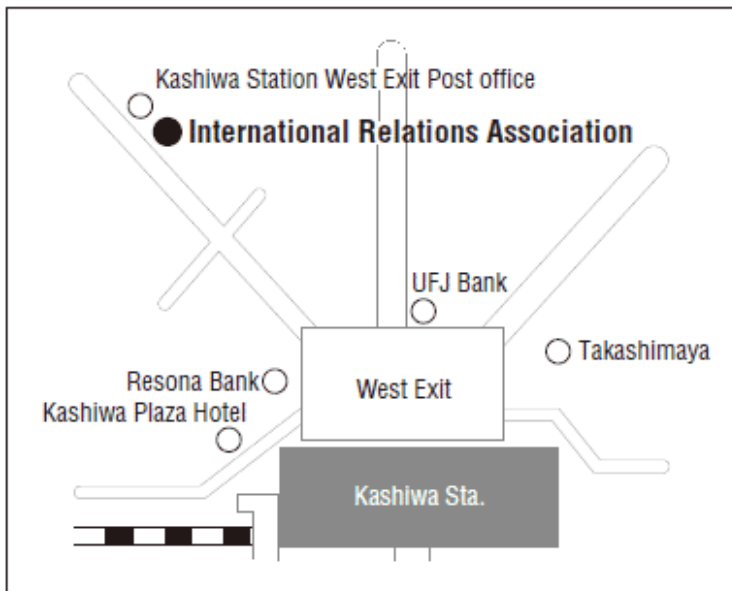 Kashiwa Station West Exit Post office
International Relations Association
UFJ Bank
Takashimaya
Resona Bank
West Exit
Kashiwa Plaza Hotel
Kashiwa Sta.